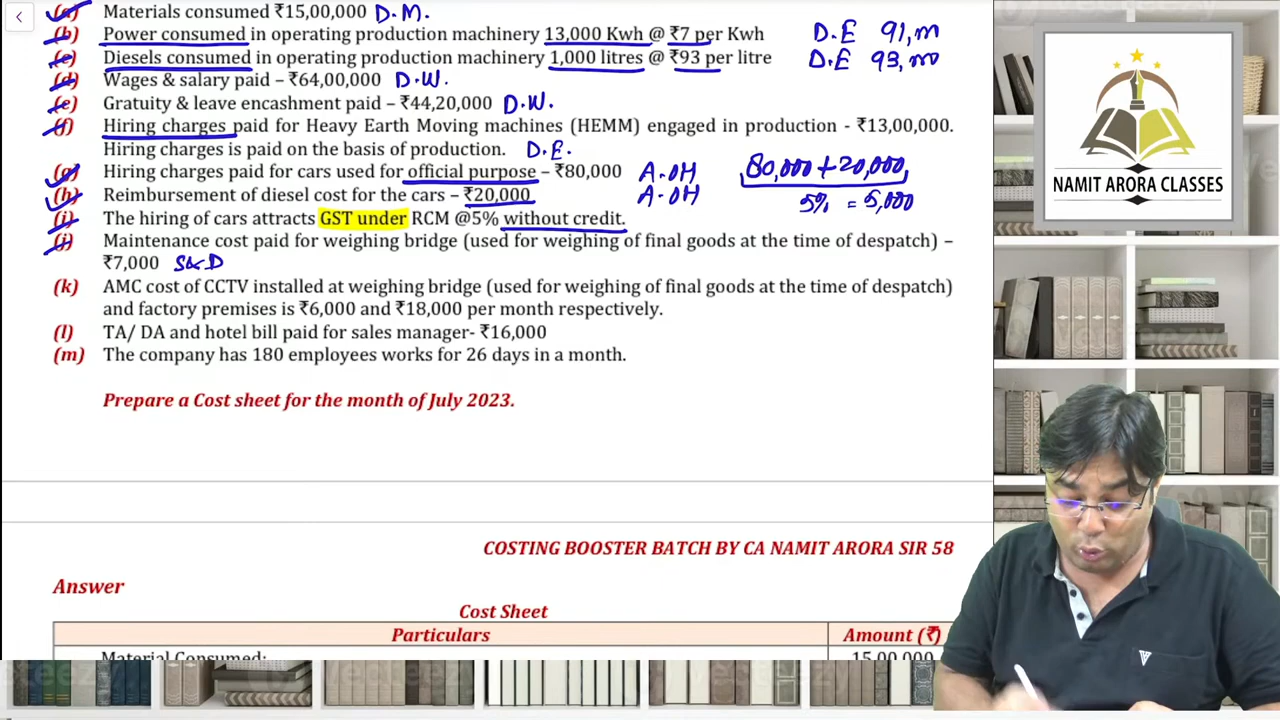 (a) Materials consumed ₹15,00,000 D.M.
(b) Power consumed in operating production machinery 13,000 Kwh @ ₹7 per Kwh D.E 91,m
(c) Diesels consumed in operating production machinery 1,000 litres @ ₹93 per litre D.E 93,000
(d) Wages & salary paid – ₹64,00,000 D.W.
(e) Gratuity & leave encashment paid – ₹44,20,000 D.W.
(f) Hiring charges paid for Heavy Earth Moving machines (HEMM) engaged in production - ₹13,00,000.
Hiring charges is paid on the basis of production. D.E.
(g) Hiring charges paid for cars used for official purpose – ₹80,000 A.OH 80,000+20,000
(h) Reimbursement of diesel cost for the cars – ₹20,000 A.OH 5% = 5,000
(i) The hiring of cars attracts GST under RCM @5% without credit.
(j) Maintenance cost paid for weighing bridge (used for weighing of final goods at the time of despatch) –
₹7,000 S&D
(k) AMC cost of CCTV installed at weighing bridge (used for weighing of final goods at the time of despatch)
and factory premises is ₹6,000 and ₹18,000 per month respectively.
(l) TA/ DA and hotel bill paid for sales manager- ₹16,000
(m) The company has 180 employees works for 26 days in a month.
Prepare a Cost sheet for the month of July 2023.
COSTING BOOSTER BATCH BY CA NAMIT ARORA SIR 58
Answer
Cost Sheet
Particulars Amount (₹)
Material Consumed: 15,00,000
NAMIT ARORA CLASSES